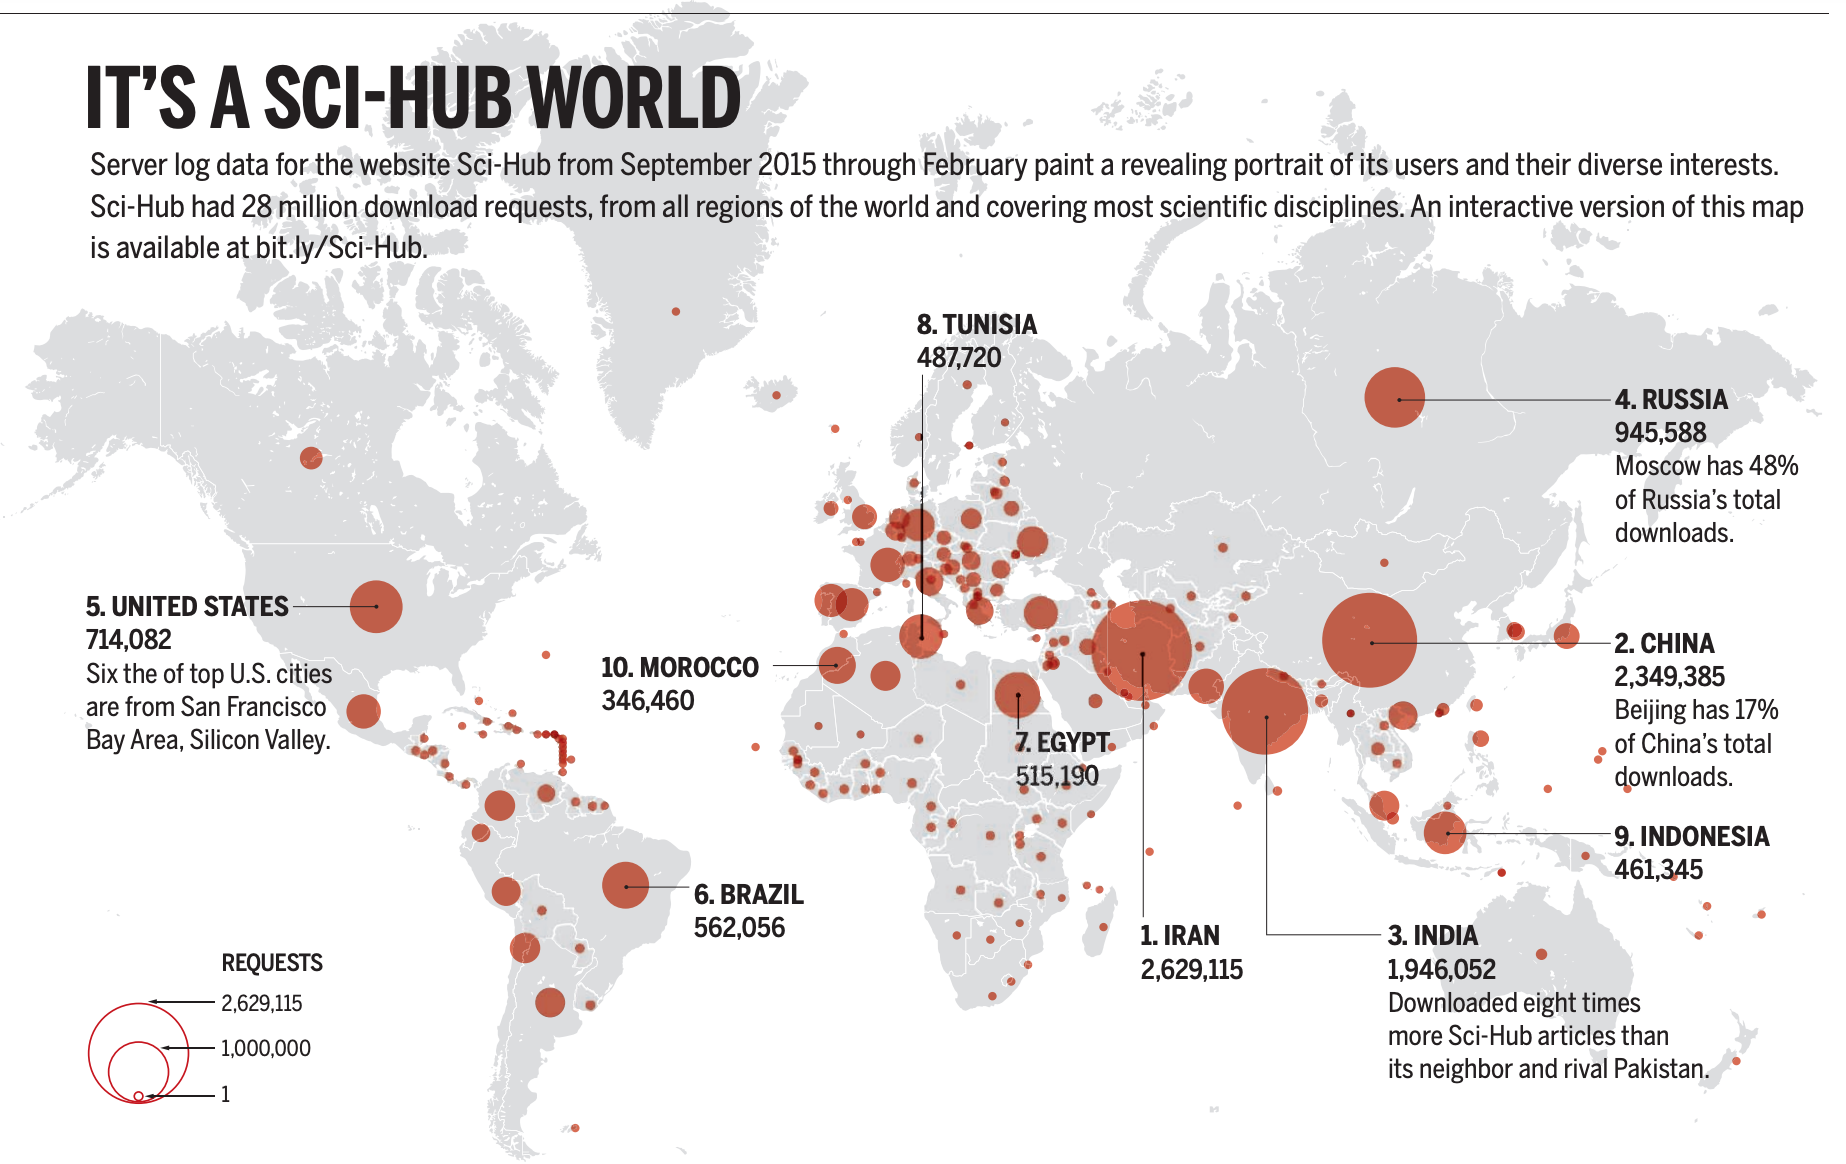 IT'S A SCI-HUB WORLD
Server log data for the website Sci-Hub from September 2015 through February paint a revealing portrait of its users and their diverse interests.
Sci-Hub had 28 million download requests, from all regions of the world and covering most scientific disciplines. An interactive version of this map
is available at bit.ly/Sci-Hub.
8. TUNISIA
487,720
4. RUSSIA
945,588
Moscow has 48%
of Russia's total
downloads.
5. UNITED STATES
714,082
Six the of top U.S. cities
are from San Francisco
Bay Area, Silicon Valley.
10. MOROCCO
346,460
2. CHINA
2,349,385
Beijing has 17%
of China's total
downloads.
7. EGYPT
515,190
9. INDONESIA
461,345
6. BRAZIL
562,056
1. IRAN
2,629,115
3. INDIA
1,946,052
Downloaded eight times
more Sci-Hub articles than
its neighbor and rival Pakistan.
REQUESTS
2,629,115
1,000,000
1